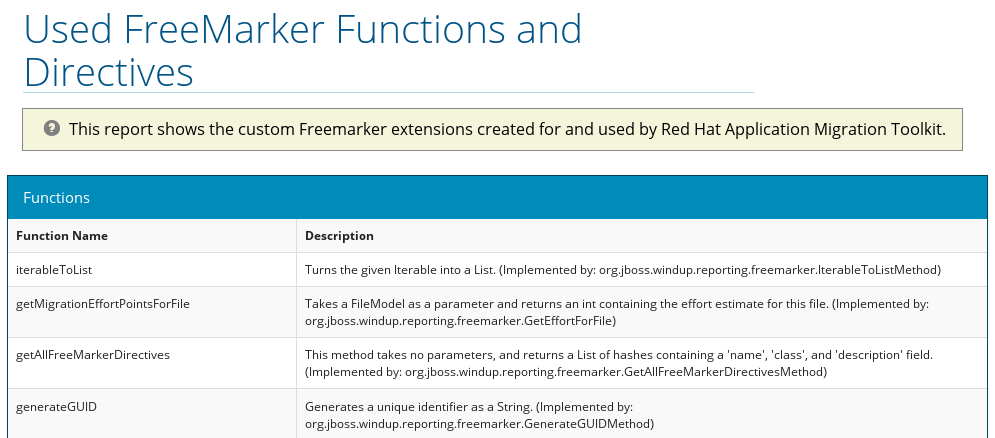 Used FreeMarker Functions and
Directives
This report shows the custom Freemarker extensions created for and used by Red Hat Application Migration Toolkit.
Functions
Function Name Description
iterableToList Turns the given Iterable into a List. (Implemented by: org.jboss.windup.reporting.freemarker.IterableToListMethod)
getMigrationEffortPointsForFile Takes a FileModel as a parameter and returns an int containing the effort estimate for this file. (Implemented by:
org.jboss.windup.reporting.freemarker.GetEffortForFile)
getAllFreeMarkerDirectives This method takes no parameters, and returns a List of hashes containing a 'name', 'class', and 'description' field.
(Implemented by: org.jboss.windup.reporting.freemarker.GetAllFreeMarkerDirectivesMethod)
generateGUID Generates a unique identifier as a String. (Implemented by:
org.jboss.windup.reporting.freemarker.GenerateGUIDMethod)